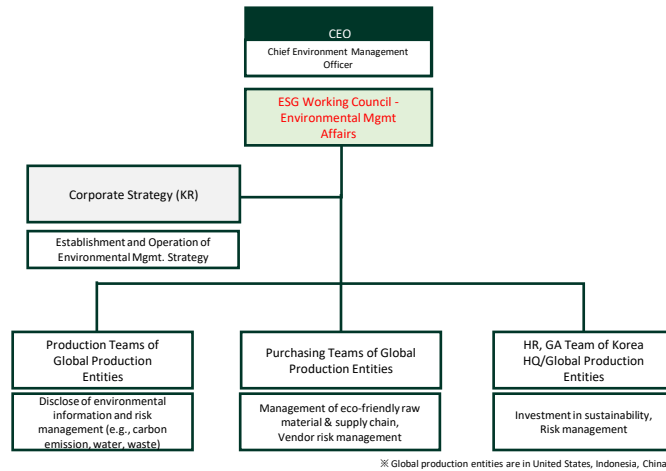 CEO
Chief Environment Management
Officer
ESG Working Council -
Environmental Mgmt
Affairs
Corporate Strategy (KR)
Establishment and Operation of
Environmental Mgmt. Strategy
Production Teams of
Global Production
Entities
Disclose of environmental
information and risk
management (e.g., carbon
emission, water, waste)
Purchasing Teams of Global
Production Entities
Management of eco-friendly raw
material & supply chain,
Vendor risk management
HR, GA Team of Korea
HQ/Global Production
Entities
Investment in sustainability,
Risk management
※ Global production entities are in United States, Indonesia, China